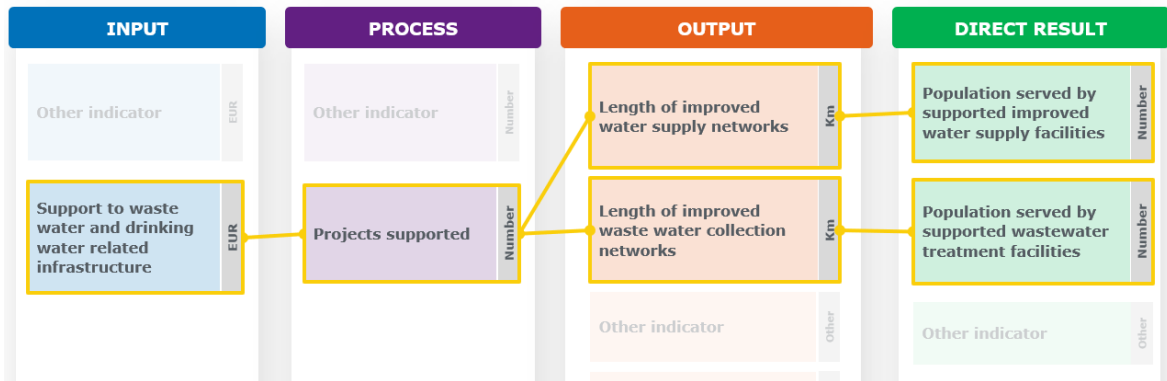 INPUT
PROCESS
OUTPUT
DIRECT RESULT
Other indicator
EUR
Other indicator
Number
Length of improved
water supply networks
Km
Population served by
supported improved
water supply facilities
Number
Support to waste
water and drinking
water related
infrastructure
EUR
Projects supported
Number
Length of improved
waste water collection
networks
Km
Population served by
supported wastewater
treatment facilities
Number
Other indicator
Other
Other indicator
Other